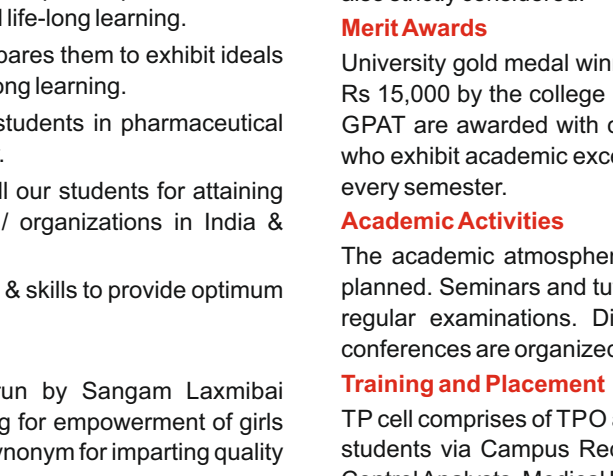 life-long learning.
pares them to exhibit ideals
ong learning.
students in pharmaceutical
ll our students for attaining
/ organizations in India &
& skills to provide optimum
run by Sangam Laxmibai
g for empowerment of girls
ynonym for imparting quality
Merit Awards
University gold medal win
Rs 15,000 by the college
GPAT are awarded with c
who exhibit academic exce
every semester.
Academic Activities
The academic atmospher
planned. Seminars and tu
regular examinations. Di
conferences are organized
Training and Placement
TP cell comprises of TPO a
students via Campus Rec